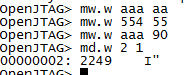 OpenJTAG> mw.w aaa aa
OpenJTAG> mw.w 554 55
OpenJTAG> mw.w aaa 90
OpenJTAG> md.w 2 1
00000002: 2249    I"
OpenJTAG>